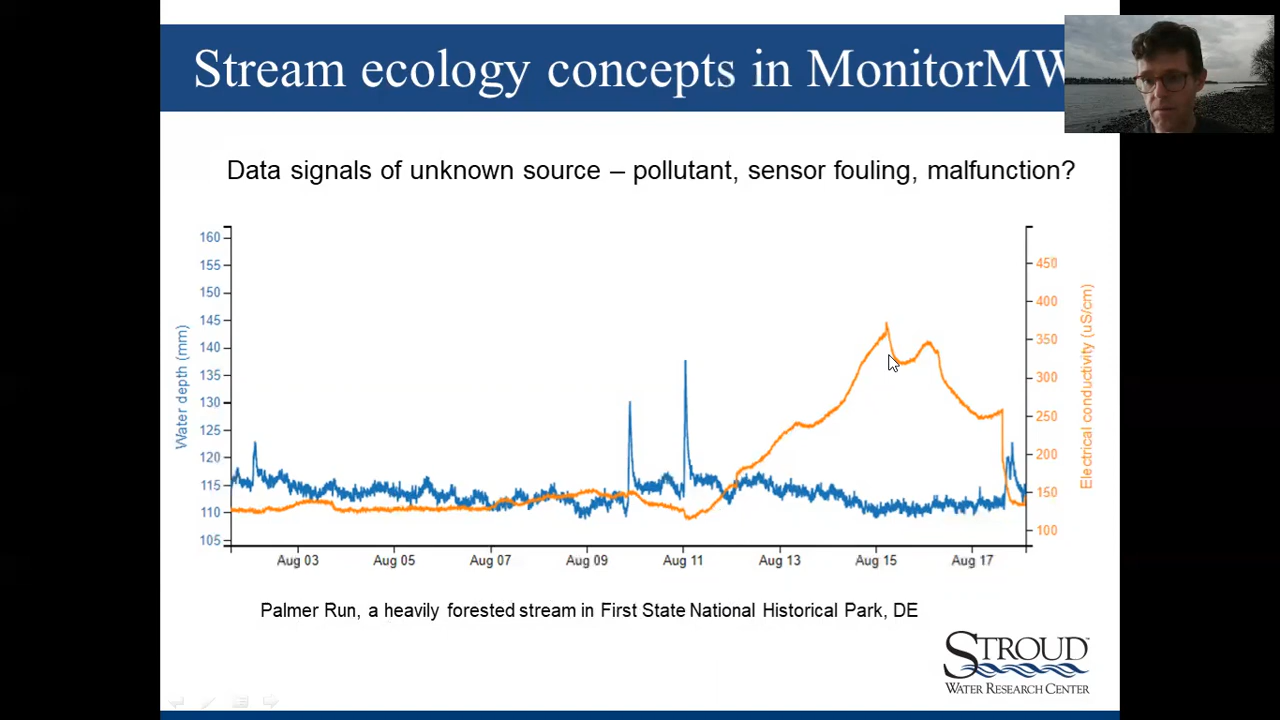 Stream ecology concepts in MonitorMW
Data signals of unknown source – pollutant, sensor fouling, malfunction?
160
155
150
145
140
135
130
125
120
115
110
105
Water depth (mm)
450
400
350
300
250
200
150
100
Electrical conductivity (uS/cm)
Aug 03 Aug 05 Aug 07 Aug 09 Aug 11 Aug 13 Aug 15 Aug 17
Palmer Run, a heavily forested stream in First State National Historical Park, DE
STROUD™
WATER RESEARCH CENTER